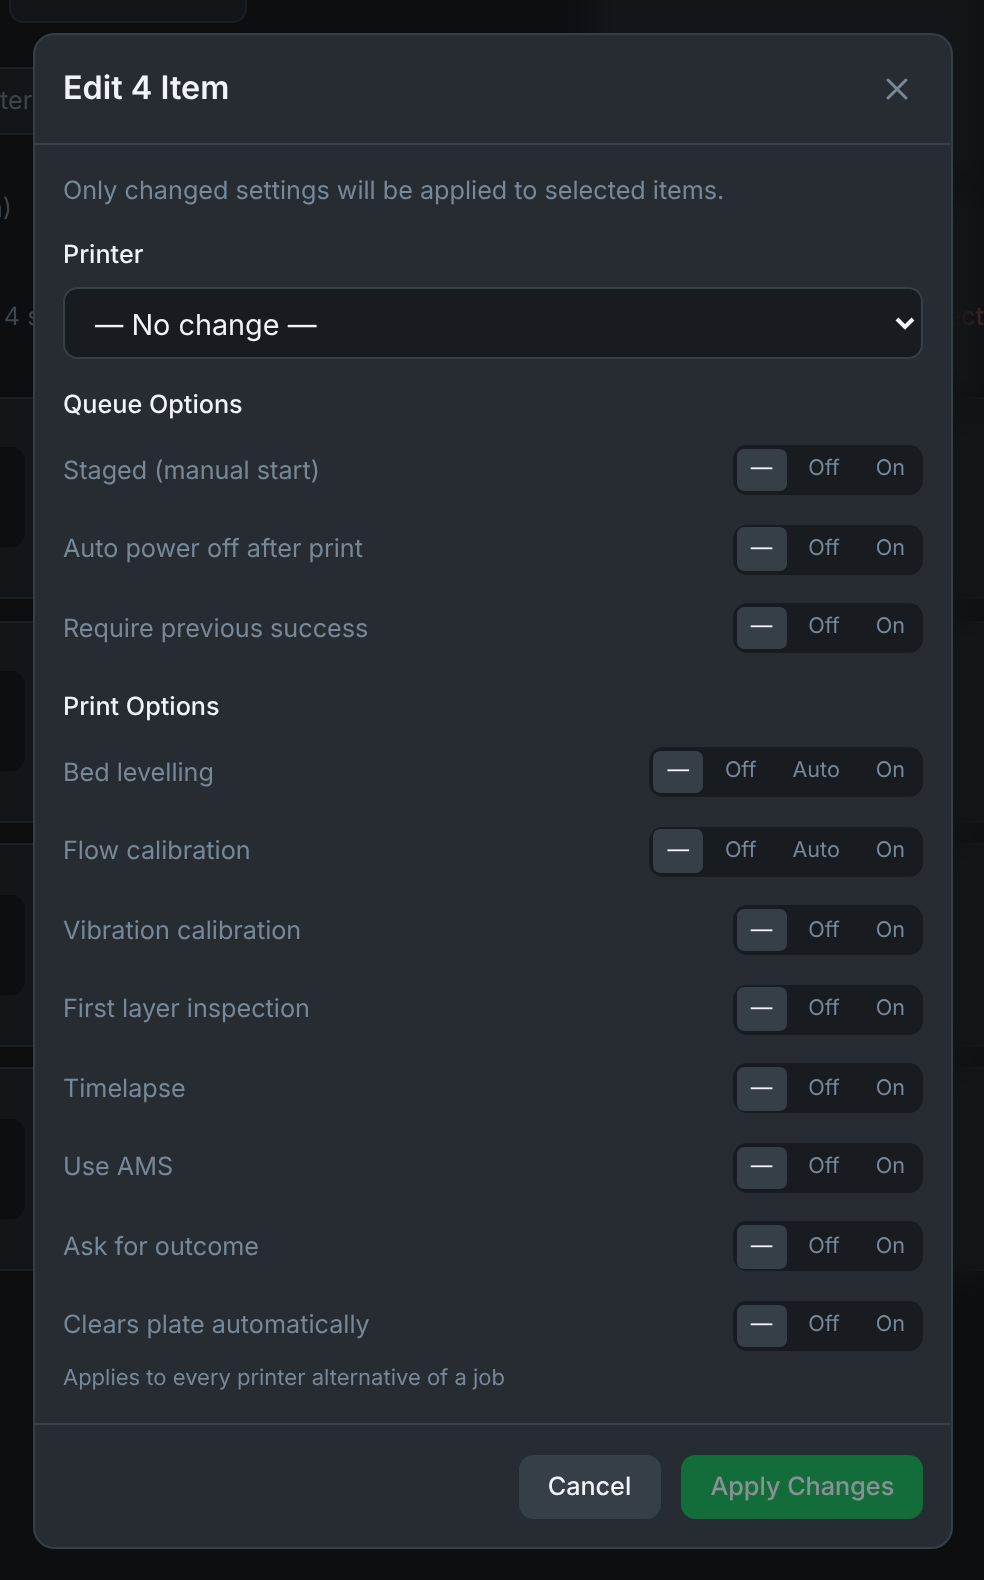 Edit 4 Item
Only changed settings will be applied to selected items.
Printer
— No change —
Queue Options
Staged (manual start) — Off On
Auto power off after print — Off On
Require previous success — Off On
Print Options
Bed levelling — Off Auto On
Flow calibration — Off Auto On
Vibration calibration — Off On
First layer inspection — Off On
Timelapse — Off On
Use AMS — Off On
Ask for outcome — Off On
Clears plate automatically — Off On
Applies to every printer alternative of a job
Cancel Apply Changes